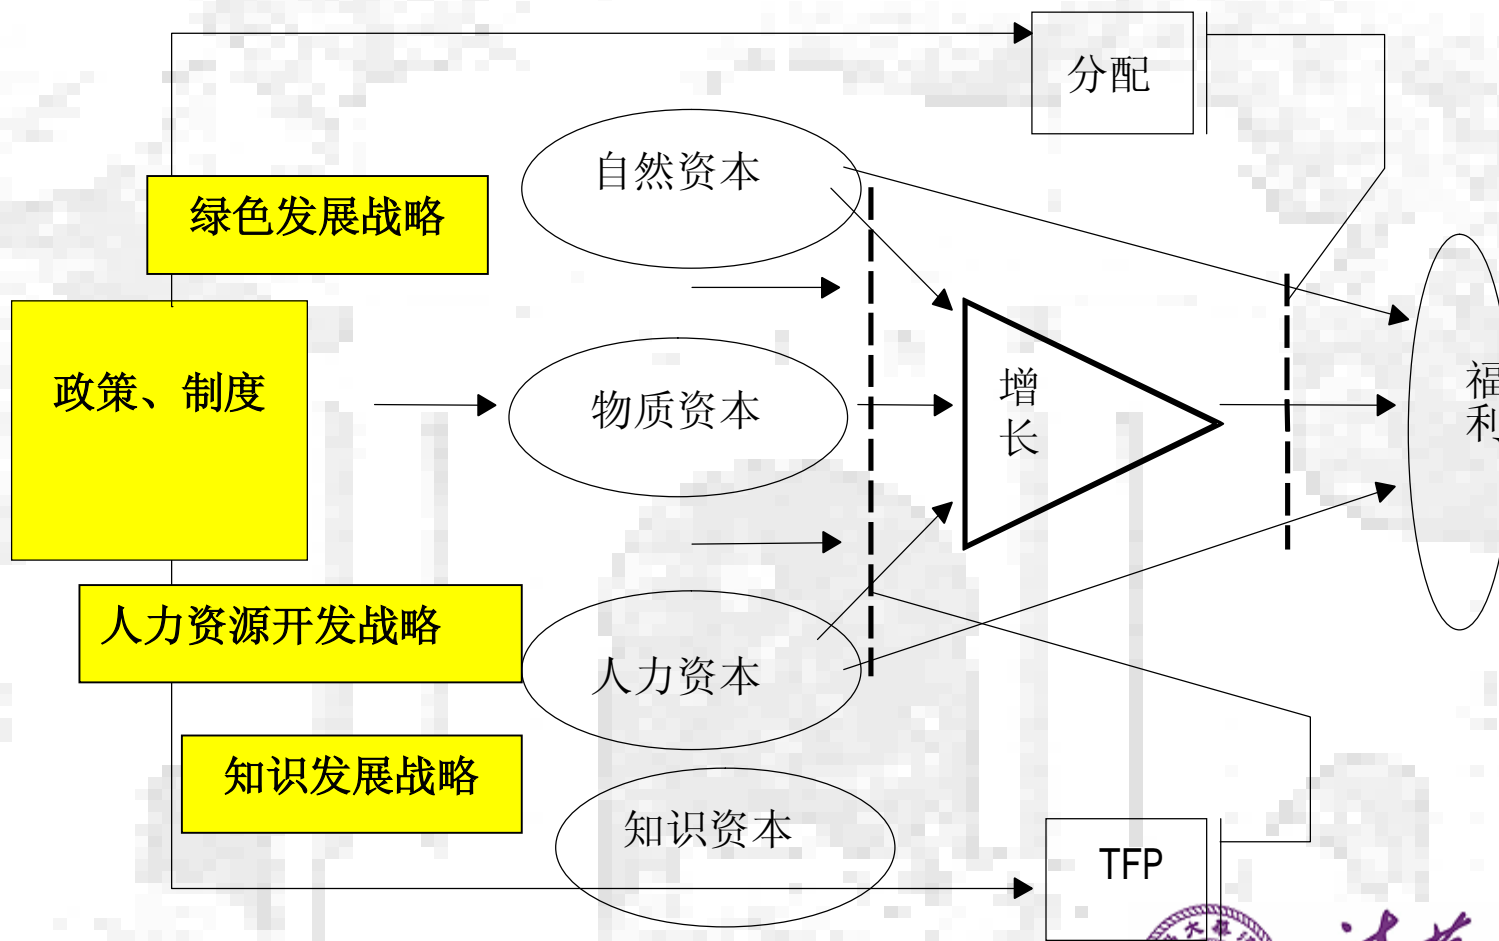 分配
自然资本
绿色发展战略
政策、制度
物质资本
增
长
福
利
人力资源开发战略
人力资本
知识发展战略
知识资本
TFP